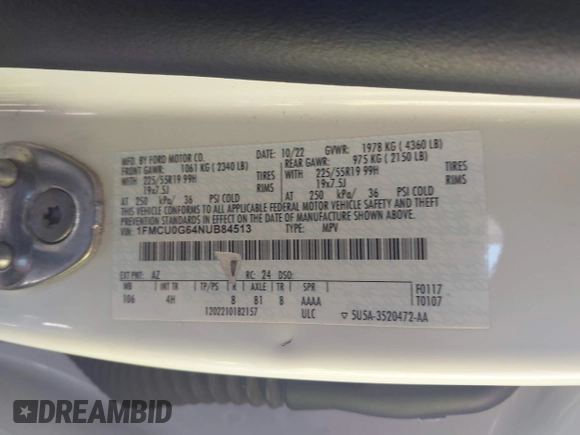 MFD. BY FORD MOTOR CO. DATE: 10/22 GVWR: 1978 KG ( 4360 LB)
FRONT GAWR: 1061 KG ( 2340 LB) REAR GAWR: 975 KG ( 2150 LB)
WITH 225/55R19 99H TIRES WITH 225/55R19 99H TIRES
19x7.5J RIMS 19x7.5J RIMS
AT 250 kPa/ 36 PSI COLD AT 250 kPa/ 36 PSI COLD
THIS VEHICLE CONFORMS TO ALL APPLICABLE FEDERAL MOTOR VEHICLE SAFETY, BUMPER, AND THEFT
PREVENTION STANDARDS IN EFFECT ON THE DATE OF MANUFACTURE SHOWN ABOVE.
VIN: 1FMCU0G64NUB84513 TYPE: MPV
EXT PNT: AZ RC: 24 DSO:
WB INT TR TP/PS R AXLE TR SPR F0117
106 4H B B1 8 AAAA T0107
1202210182157 ULC 5U5A-3520472-AA
DREAMBID